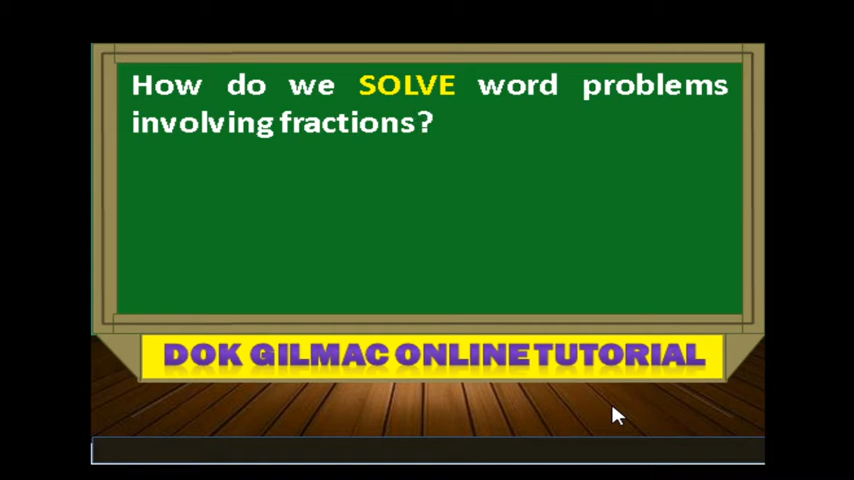 How do we SOLVE word problems
involving fractions?
DOK GILMAC ONLINE TUTORIAL